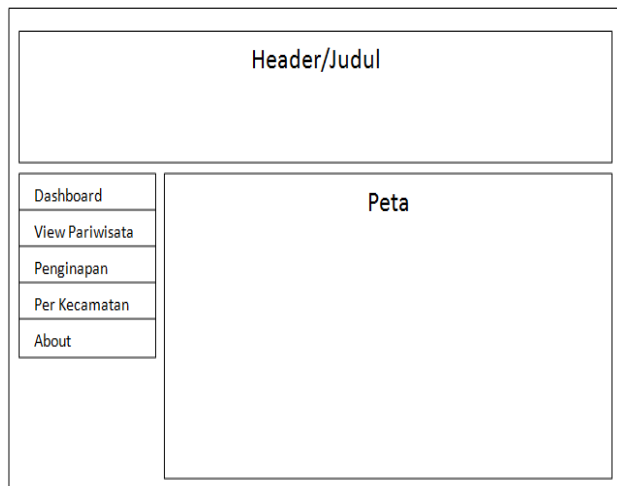 Header/Judul
Dashboard
View Pariwisata
Penginapan
Per Kecamatan
About
Peta